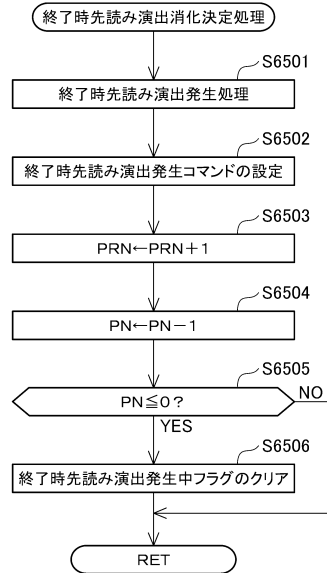 終了時先読み演出消化決定処理
S6501
終了時先読み演出発生処理
S6502
終了時先読み演出発生コマンドの設定
S6503
PRN←PRN+1
S6504
PN←PN−1
S6505
PN≦0?
NO
YES
S6506
終了時先読み演出発生中フラグのクリア
RET